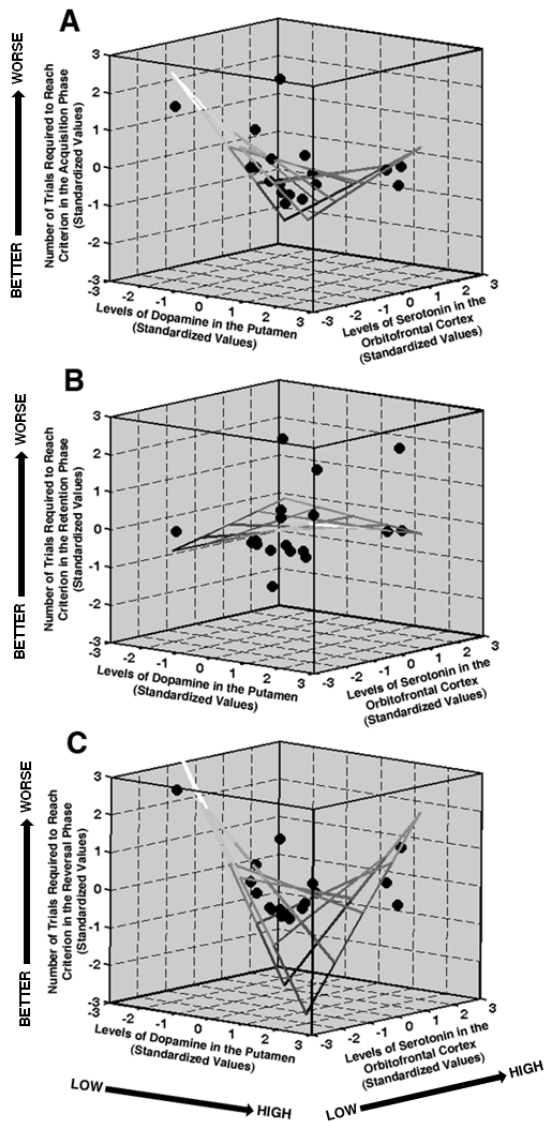 A
WORSE
BETTER
Number of Trials Required to Reach
Criterion in the Acquisition Phase
(Standardized Values)
3
2
1
0
-1
-2
-3
-3
-2
-1
0
1
2
3
Levels of Dopamine in the Putamen
(Standardized Values)
-3
-2
-1
0
1
2
3
Levels of Serotonin in the
Orbitofrontal Cortex
(Standardized Values)
B
WORSE
BETTER
Number of Trials Required to Reach
Criterion in the Retention Phase
(Standardized Values)
3
2
1
0
-1
-2
-3
-3
-2
-1
0
1
2
3
Levels of Dopamine in the Putamen
(Standardized Values)
-3
-2
-1
0
1
2
3
Levels of Serotonin in the
Orbitofrontal Cortex
(Standardized Values)
C
WORSE
BETTER
Number of Trials Required to Reach
Criterion in the Reversal Phase
(Standardized Values)
3
2
1
0
-1
-2
-3
-3
-2
-1
0
1
2
3
Levels of Dopamine in the Putamen
(Standardized Values)
-3
-2
-1
0
1
2
3
Levels of Serotonin in the
Orbitofrontal Cortex
(Standardized Values)
LOW
HIGH
LOW
HIGH